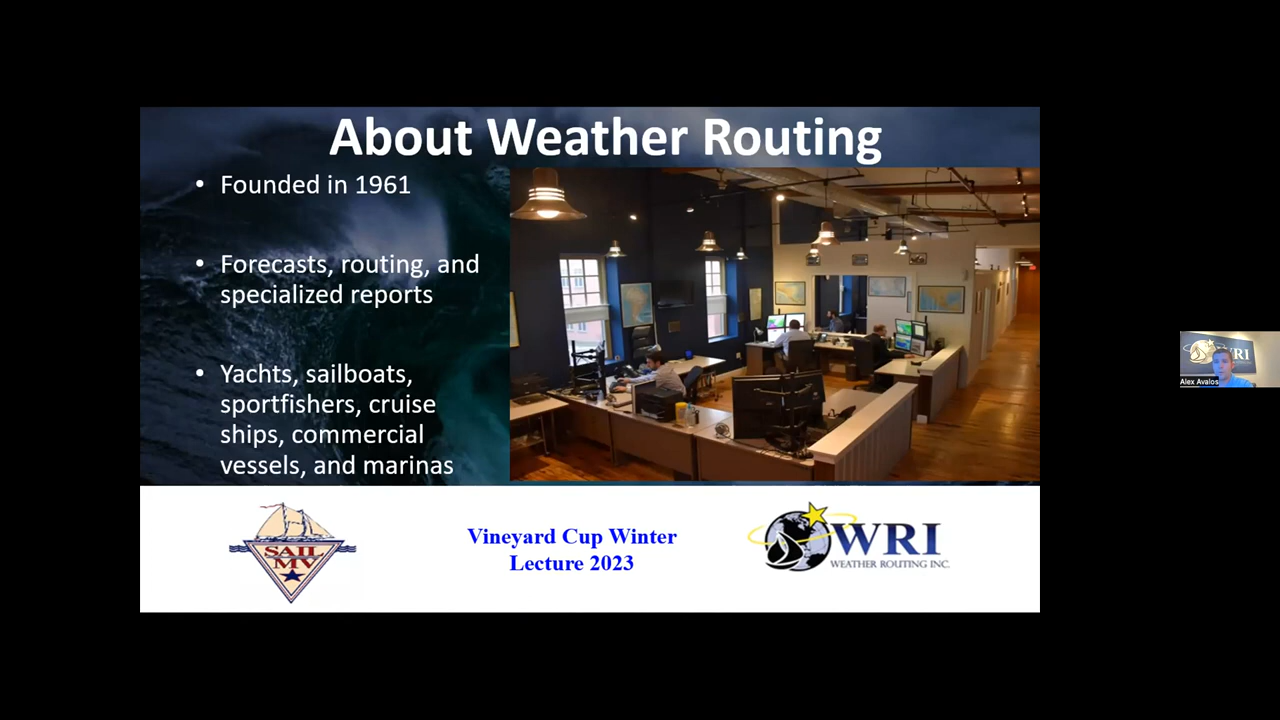 About Weather Routing
• Founded in 1961
• Forecasts, routing, and
specialized reports
• Yachts, sailboats,
sportfishers, cruise
ships, commercial
vessels, and marinas
SAIL
MV
Vineyard Cup Winter
Lecture 2023
WRI
WEATHER ROUTING INC.
WRI
Alex Avalos